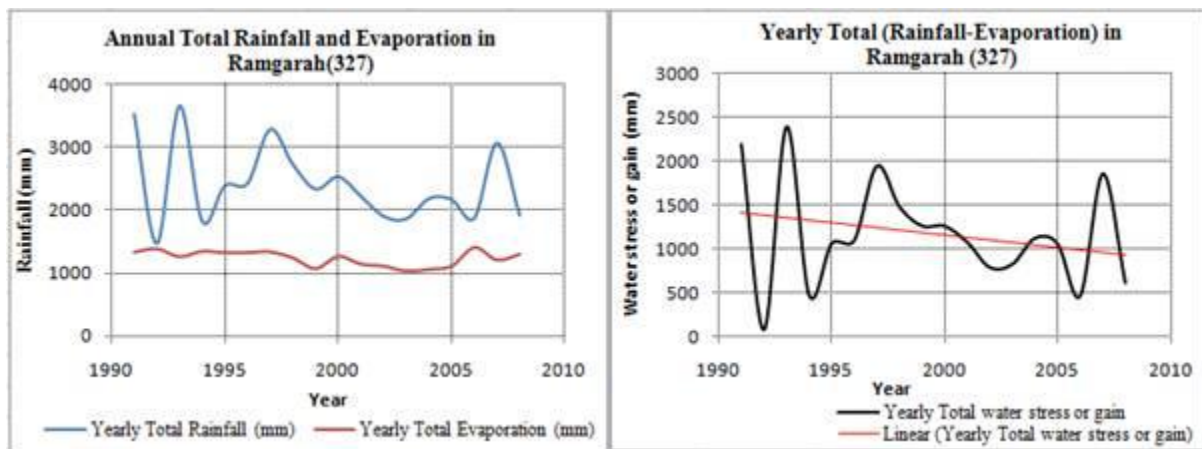 Annual Total Rainfall and Evaporation in
Ramgarah(327)
Rainfall (mm)
4000
3000
2000
1000
0
1990 1995 2000 2005 2010
Year
Yearly Total Rainfall (mm) Yearly Total Evaporation (mm)
Yearly Total (Rainfall-Evaporation) in
Ramgarah (327)
Water stress or gain (mm)
3000
2500
2000
1500
1000
500
0
1990 1995 2000 2005 2010
Year
Yearly Total water stress or gain
Linear (Yearly Total water stress or gain)